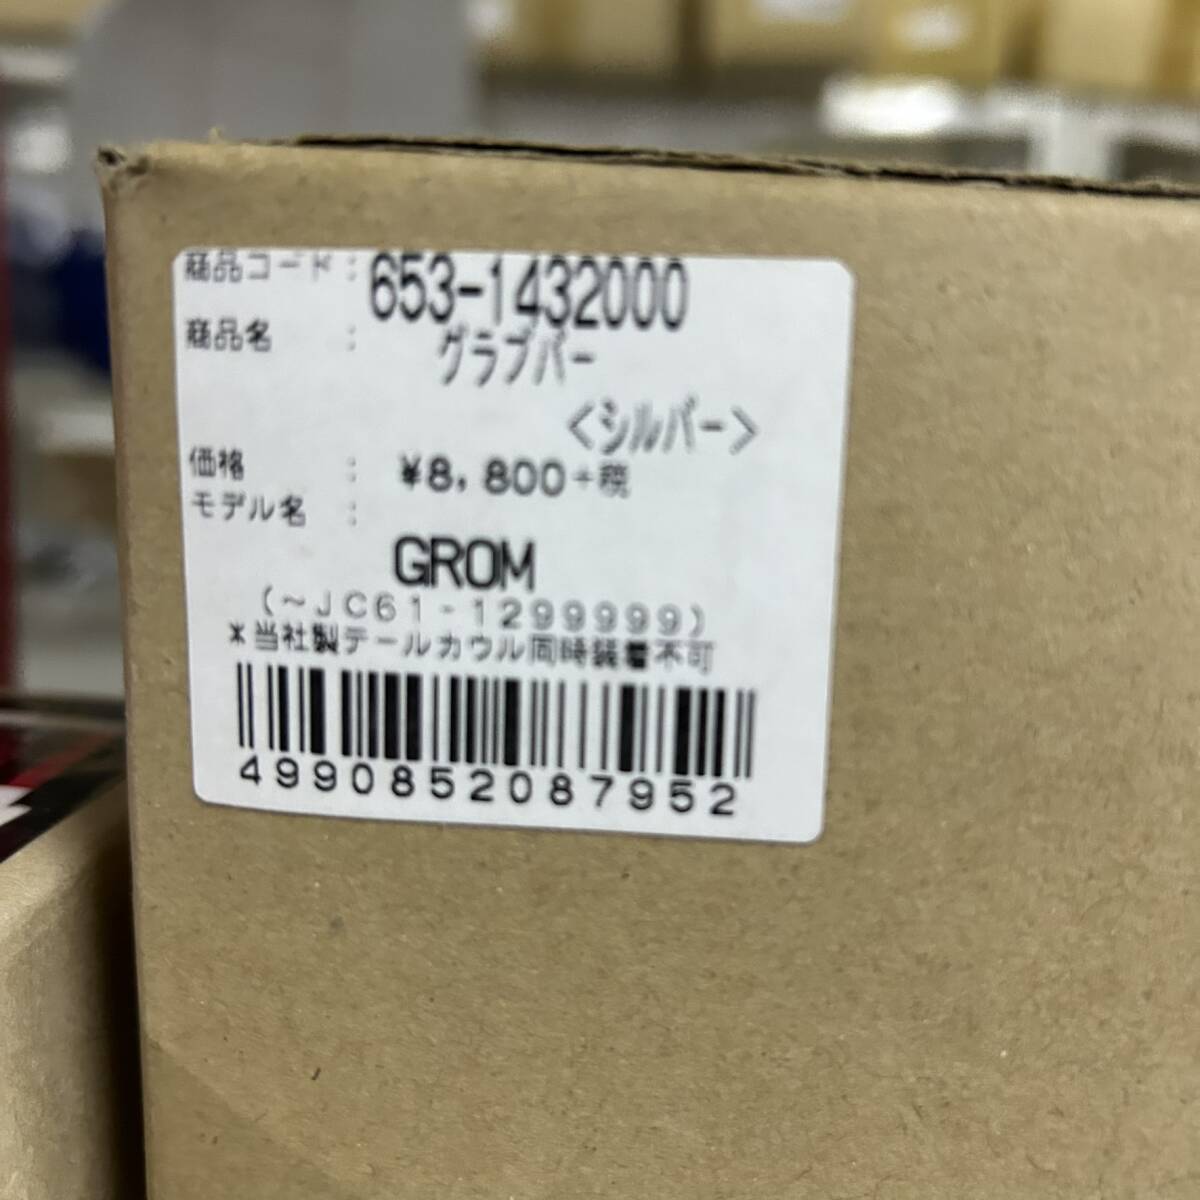 商品コード：653-1432000
商品名　：グラブバー
<シルバー>
価格　：¥8,800+税
モデル名　：
GROM
(~JC61-1299999)
*当社製テールカウル同時装着不可
4990852087952